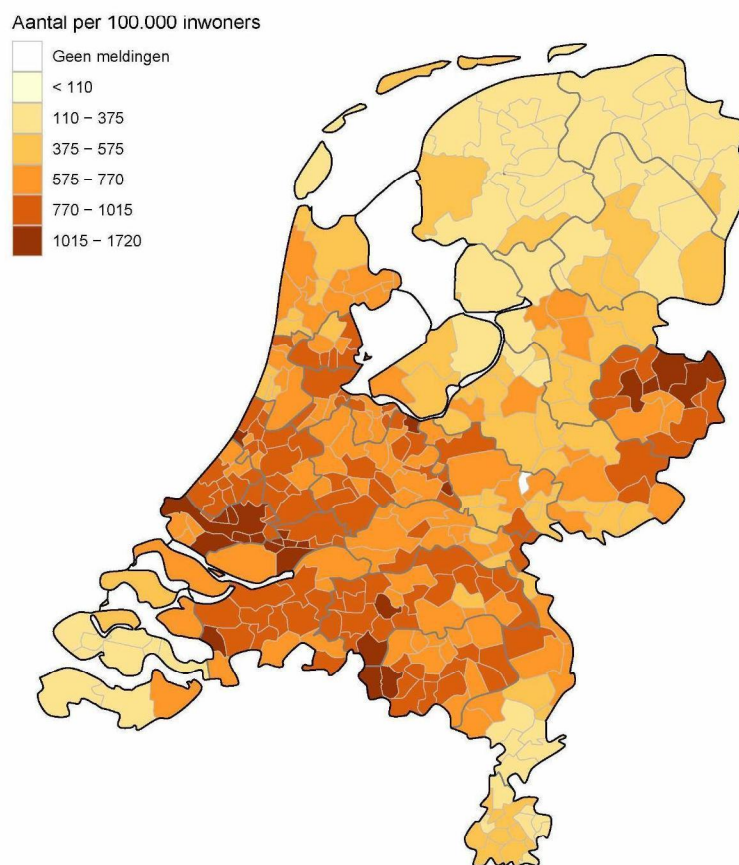 Aantal per 100.000 inwoners
Geen meldingen
< 110
110 − 375
375 − 575
575 − 770
770 − 1015
1015 − 1720